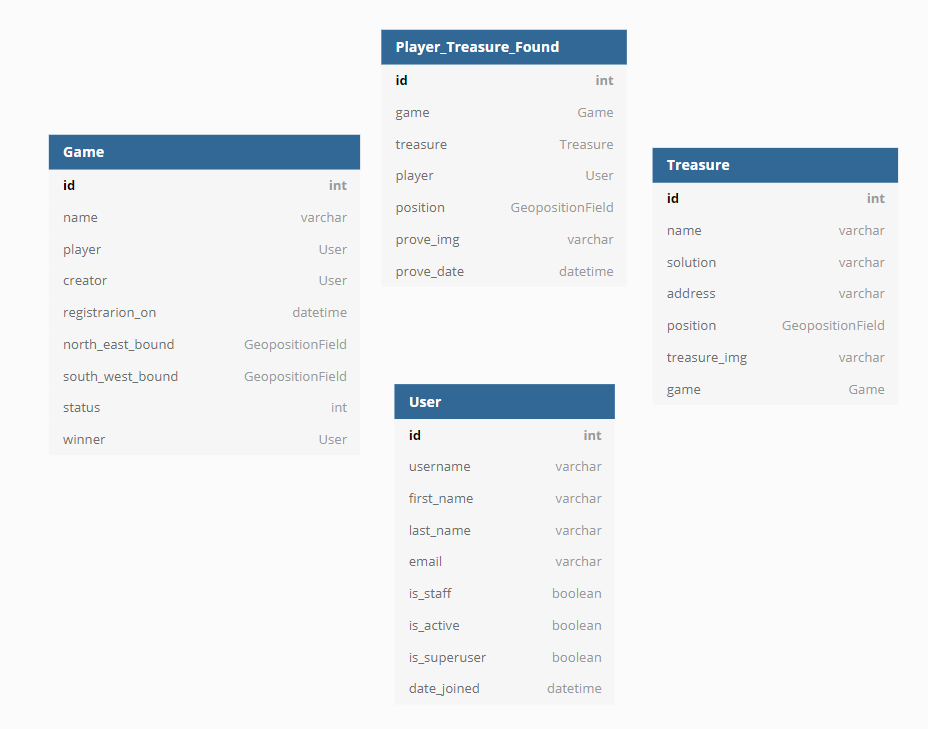 Player_Treasure_Found
id int
game Game
treasure Treasure
player User
position GeopositionField
prove_img varchar
prove_date datetime
Game
id int
name varchar
player User
creator User
registrarion_on datetime
north_east_bound GeopositionField
south_west_bound GeopositionField
status int
winner User
Treasure
id int
name varchar
solution varchar
address varchar
position GeopositionField
treasure_img varchar
game Game
User
id int
username varchar
first_name varchar
last_name varchar
email varchar
is_staff boolean
is_active boolean
is_superuser boolean
date_joined datetime